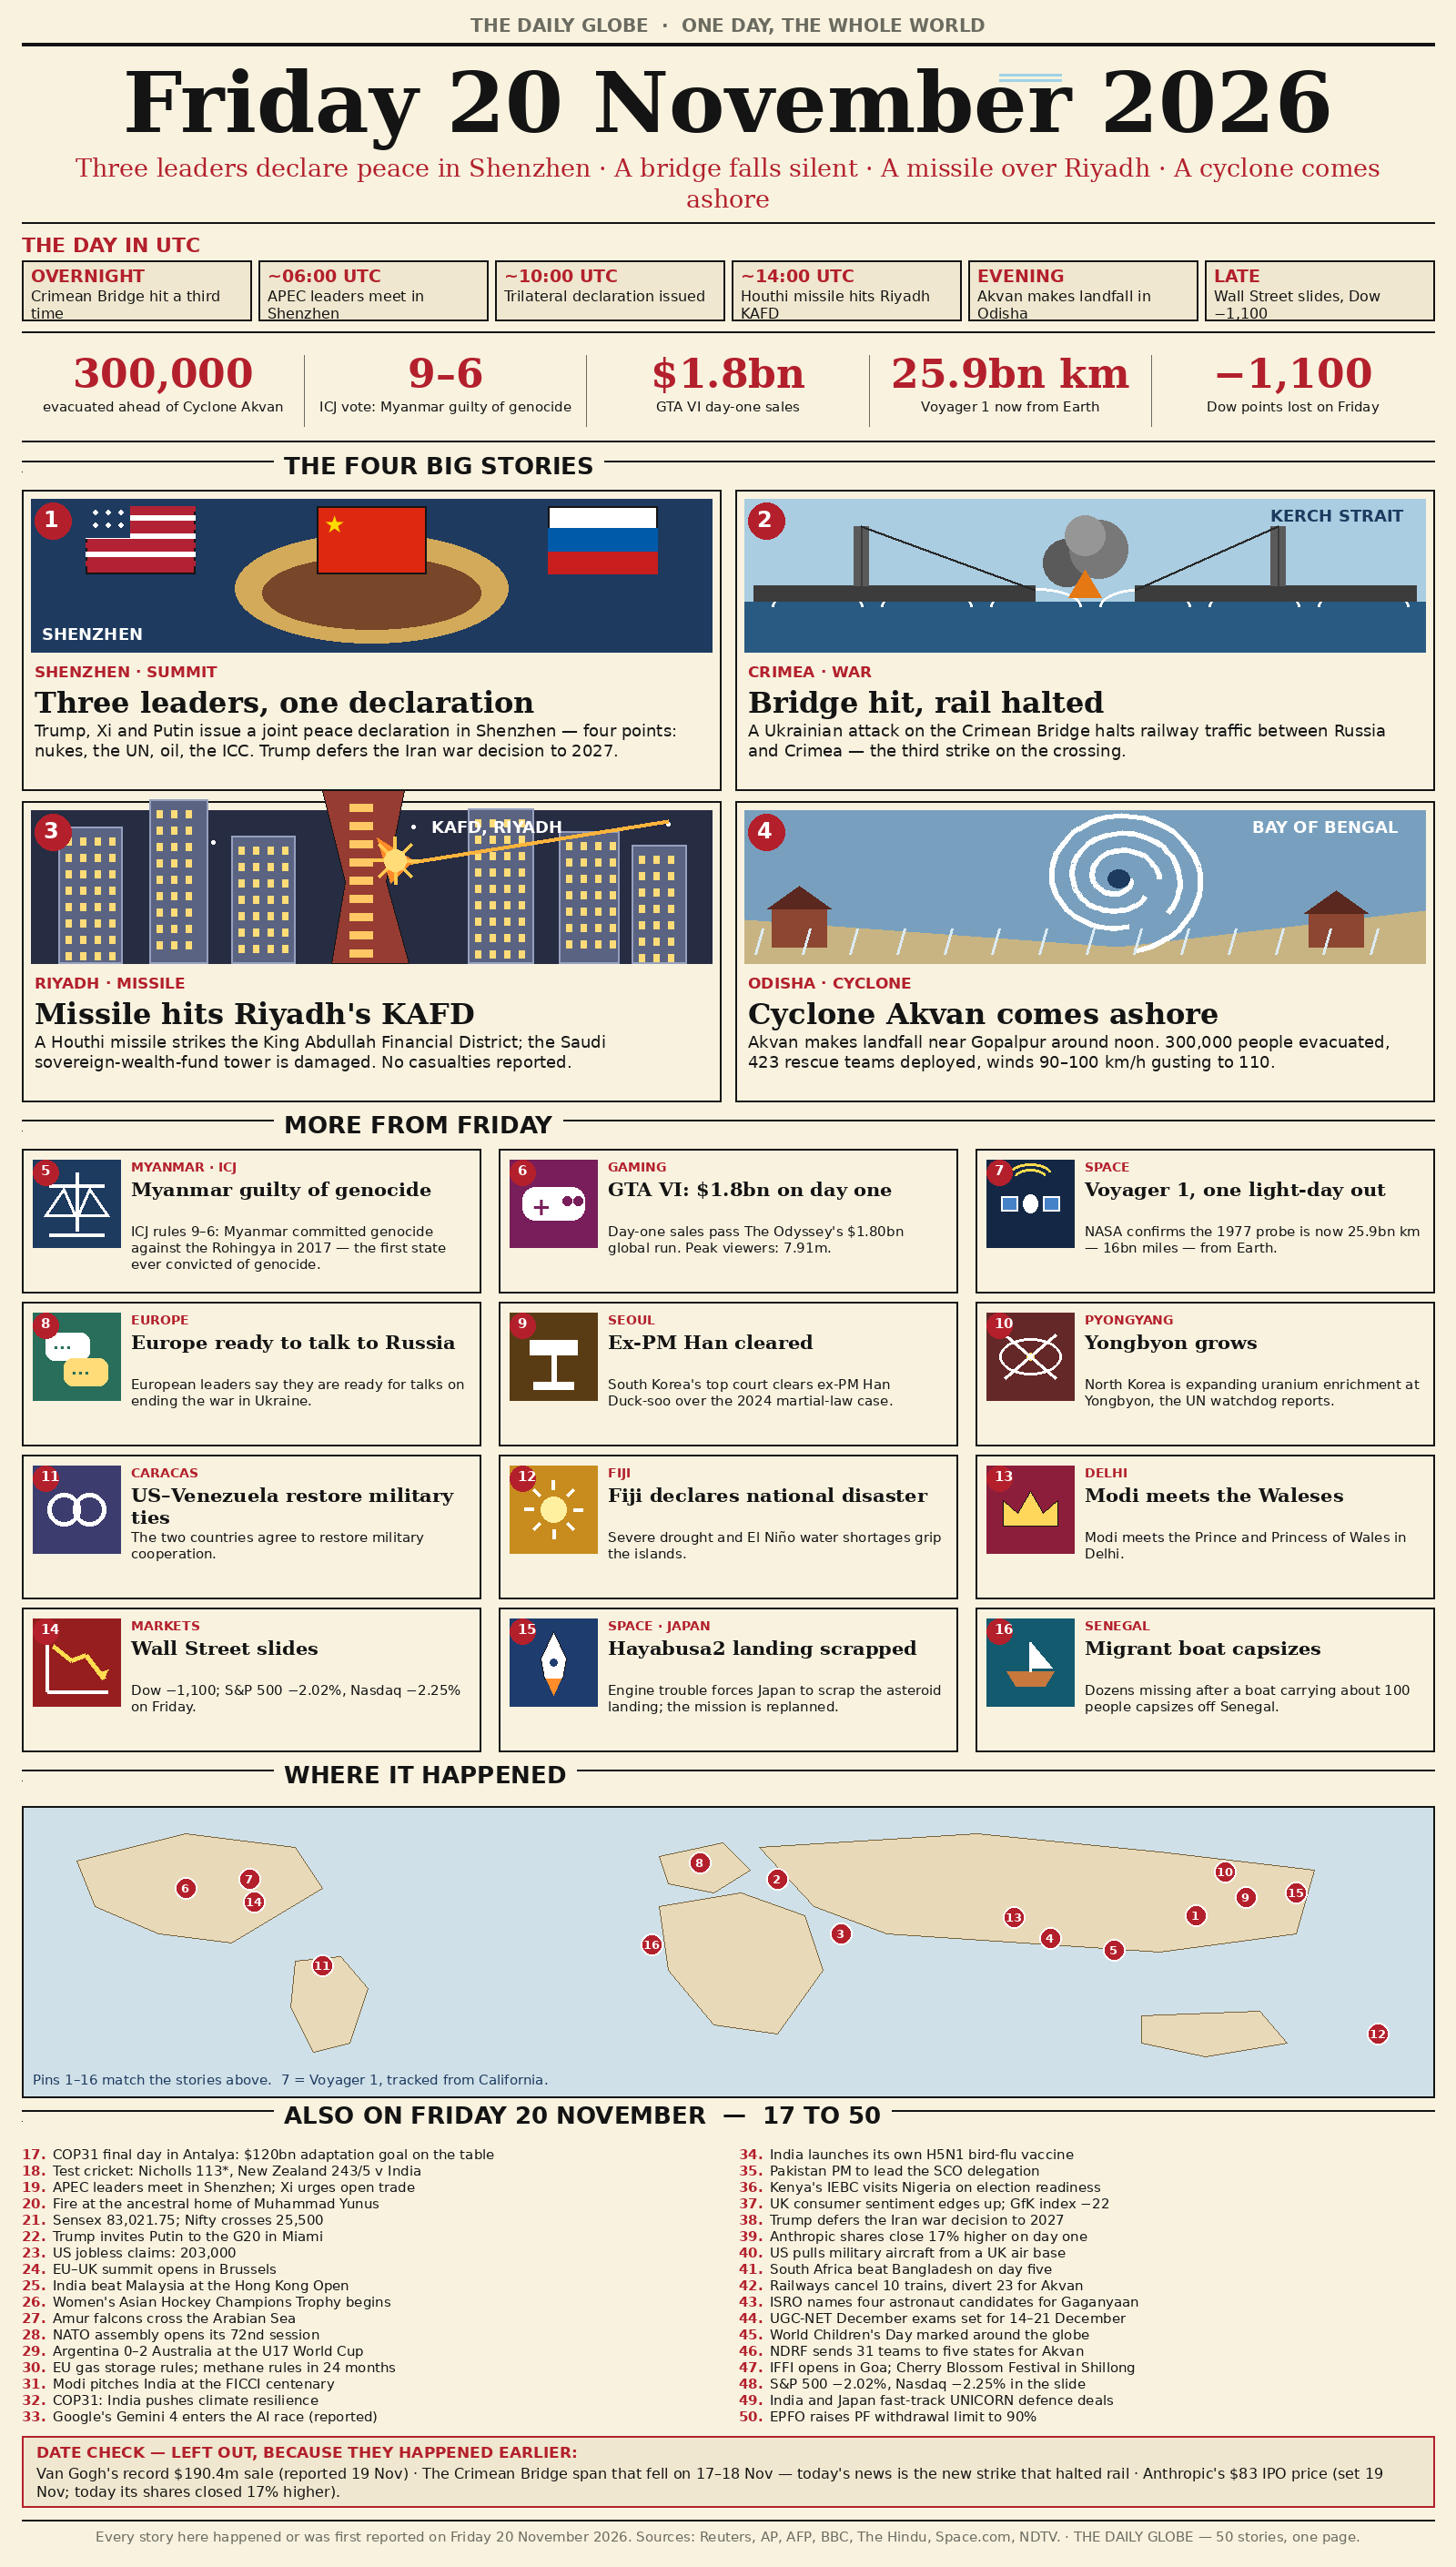 THE DAILY GLOBE · ONE DAY, THE WHOLE WORLD
Friday 20 November 2026
Three leaders declare peace in Shenzhen · A bridge falls silent · A missile over Riyadh · A cyclone comes
ashore
THE DAY IN UTC
OVERNIGHT
Crimean Bridge hit a third
time
~06:00 UTC
APEC leaders meet in
Shenzhen
~10:00 UTC
Trilateral declaration issued
~14:00 UTC
Houthi missile hits Riyadh
KAFD
EVENING
Akvan makes landfall in
Odisha
LATE
Wall Street slides, Dow
−1,100
300,000
evacuated ahead of Cyclone Akvan
9–6
ICJ vote: Myanmar guilty of genocide
$1.8bn
GTA VI day-one sales
25.9bn km
Voyager 1 now from Earth
−1,100
Dow points lost on Friday
THE FOUR BIG STORIES
1
SHENZHEN
SHENZHEN · SUMMIT
Three leaders, one declaration
Trump, Xi and Putin issue a joint peace declaration in Shenzhen — four points:
nukes, the UN, oil, the ICC. Trump defers the Iran war decision to 2027.
2
KERCH STRAIT
CRIMEA · WAR
Bridge hit, rail halted
A Ukrainian attack on the Crimean Bridge halts railway traffic between Russia
and Crimea — the third strike on the crossing.
3
KAFD, RIYADH
RIYADH · MISSILE
Missile hits Riyadh's KAFD
A Houthi missile strikes the King Abdullah Financial District; the Saudi
sovereign-wealth-fund tower is damaged. No casualties reported.
4
BAY OF BENGAL
ODISHA · CYCLONE
Cyclone Akvan comes ashore
Akvan makes landfall near Gopalpur around noon. 300,000 people evacuated,
423 rescue teams deployed, winds 90–100 km/h gusting to 110.
MORE FROM FRIDAY
5
MYANMAR · ICJ
Myanmar guilty of genocide
ICJ rules 9–6: Myanmar committed genocide
against the Rohingya in 2017 — the first state
ever convicted of genocide.
6
GAMING
GTA VI: $1.8bn on day one
Day-one sales pass The Odyssey's $1.80bn
global run. Peak viewers: 7.91m.
7
SPACE
Voyager 1, one light-day out
NASA confirms the 1977 probe is now 25.9bn km
— 16bn miles — from Earth.
8
EUROPE
Europe ready to talk to Russia
European leaders say they are ready for talks on
ending the war in Ukraine.
9
SEOUL
Ex-PM Han cleared
South Korea's top court clears ex-PM Han
Duck-soo over the 2024 martial-law case.
10
PYONGYANG
Yongbyon grows
North Korea is expanding uranium enrichment at
Yongbyon, the UN watchdog reports.
11
CARACAS
US–Venezuela restore military
ties
The two countries agree to restore military
cooperation.
12
FIJI
Fiji declares national disaster
Severe drought and El Niño water shortages grip
the islands.
13
DELHI
Modi meets the Waleses
Modi meets the Prince and Princess of Wales in
Delhi.
14
MARKETS
Wall Street slides
Dow −1,100; S&P 500 −2.02%, Nasdaq −2.25%
on Friday.
15
SPACE · JAPAN
Hayabusa2 landing scrapped
Engine trouble forces Japan to scrap the asteroid
landing; the mission is replanned.
16
SENEGAL
Migrant boat capsizes
Dozens missing after a boat carrying about 100
people capsizes off Senegal.
WHERE IT HAPPENED
8
10
7
2
6
15
9
14
1
13
3
4
16
5
11
12
Pins 1–16 match the stories above. 7 = Voyager 1, tracked from California.
ALSO ON FRIDAY 20 NOVEMBER — 17 TO 50
17. COP31 final day in Antalya: $120bn adaptation goal on the table
18. Test cricket: Nicholls 113*, New Zealand 243/5 v India
19. APEC leaders meet in Shenzhen; Xi urges open trade
20. Fire at the ancestral home of Muhammad Yunus
21. Sensex 83,021.75; Nifty crosses 25,500
22. Trump invites Putin to the G20 in Miami
23. US jobless claims: 203,000
24. EU–UK summit opens in Brussels
25. India beat Malaysia at the Hong Kong Open
26. Women's Asian Hockey Champions Trophy begins
27. Amur falcons cross the Arabian Sea
28. NATO assembly opens its 72nd session
29. Argentina 0–2 Australia at the U17 World Cup
30. EU gas storage rules; methane rules in 24 months
31. Modi pitches India at the FICCI centenary
32. COP31: India pushes climate resilience
33. Google's Gemini 4 enters the AI race (reported)
34. India launches its own H5N1 bird-flu vaccine
35. Pakistan PM to lead the SCO delegation
36. Kenya's IEBC visits Nigeria on election readiness
37. UK consumer sentiment edges up; GfK index −22
38. Trump defers the Iran war decision to 2027
39. Anthropic shares close 17% higher on day one
40. US pulls military aircraft from a UK air base
41. South Africa beat Bangladesh on day five
42. Railways cancel 10 trains, divert 23 for Akvan
43. ISRO names four astronaut candidates for Gaganyaan
44. UGC-NET December exams set for 14–21 December
45. World Children's Day marked around the globe
46. NDRF sends 31 teams to five states for Akvan
47. IFFI opens in Goa; Cherry Blossom Festival in Shillong
48. S&P 500 −2.02%, Nasdaq −2.25% in the slide
49. India and Japan fast-track UNICORN defence deals
50. EPFO raises PF withdrawal limit to 90%
DATE CHECK — LEFT OUT, BECAUSE THEY HAPPENED EARLIER:
Van Gogh's record $190.4m sale (reported 19 Nov) · The Crimean Bridge span that fell on 17–18 Nov — today's news is the new strike that halted rail · Anthropic's $83 IPO price (set 19
Nov; today its shares closed 17% higher).
Every story here happened or was first reported on Friday 20 November 2026. Sources: Reuters, AP, AFP, BBC, The Hindu, Space.com, NDTV. · THE DAILY GLOBE — 50 stories, one page.